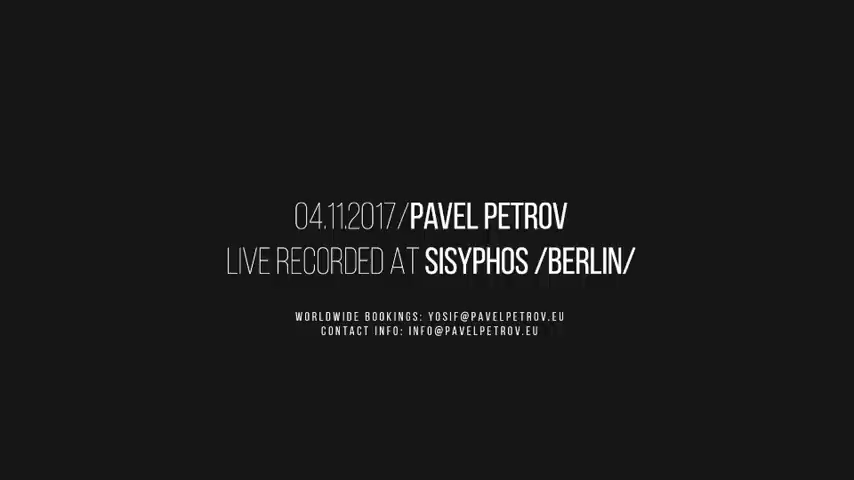 04.11.2017/PAVEL PETROV
LIVE RECORDED AT SISYPHOS /BERLIN/
WORLDWIDE BOOKINGS: YOSIF@PAVELPETROV.EU
CONTACT INFO: INFO@PAVELPETROV.EU